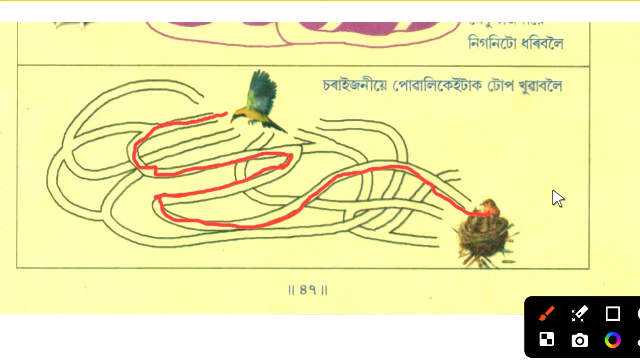 নিগনিটো ধৰিবলৈ
চৰাইজনীয়ে পোৱালিকেইটাক টোপ খুৱাবলৈ
॥ ৪৭ ॥